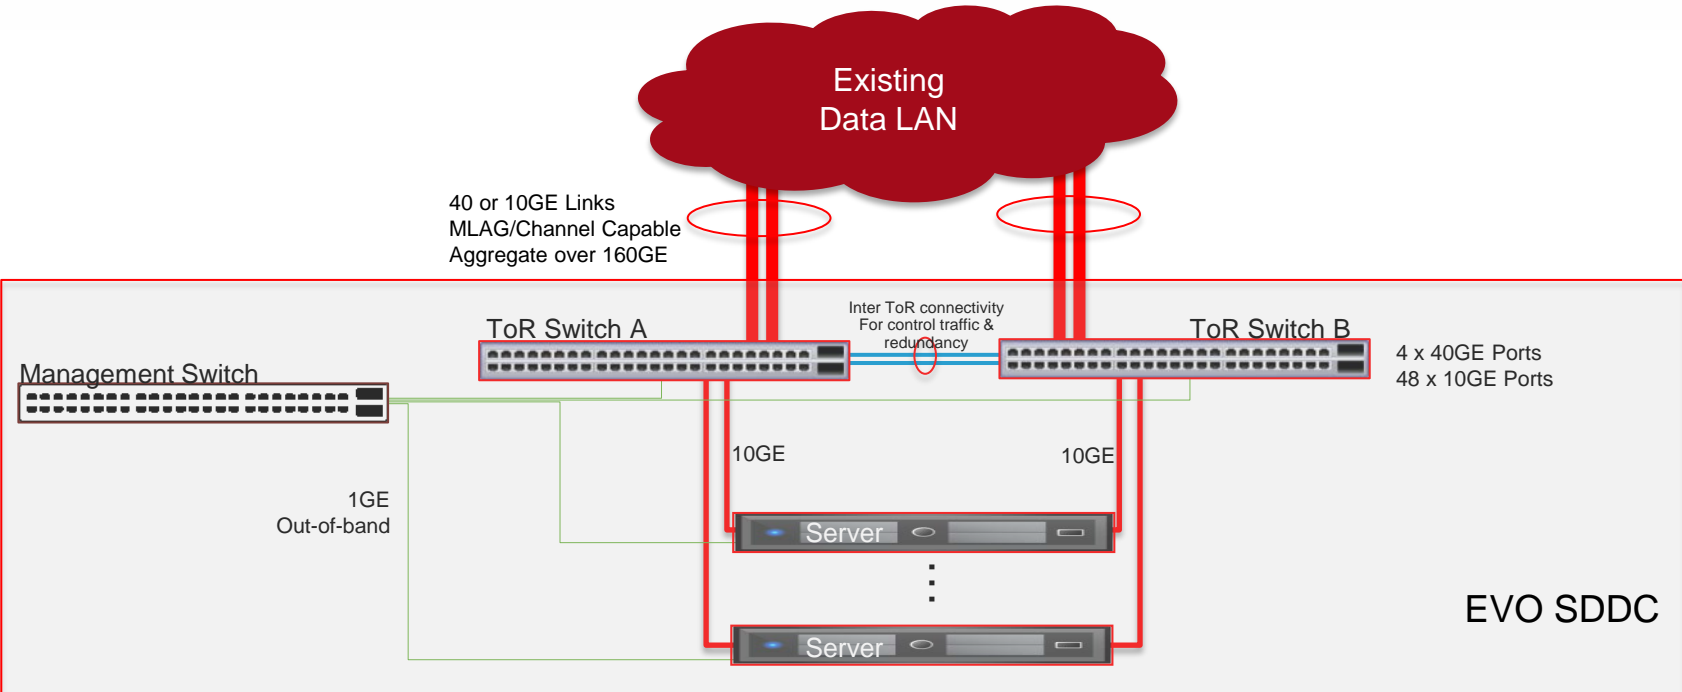 Existing
Data LAN
40 or 10GE Links
MLAG/Channel Capable
Aggregate over 160GE
Inter ToR connectivity
For control traffic &
redundancy
ToR Switch A
ToR Switch B
4 x 40GE Ports
48 x 10GE Ports
Management Switch
10GE
10GE
1GE
Out-of-band
Server
Server
EVO SDDC